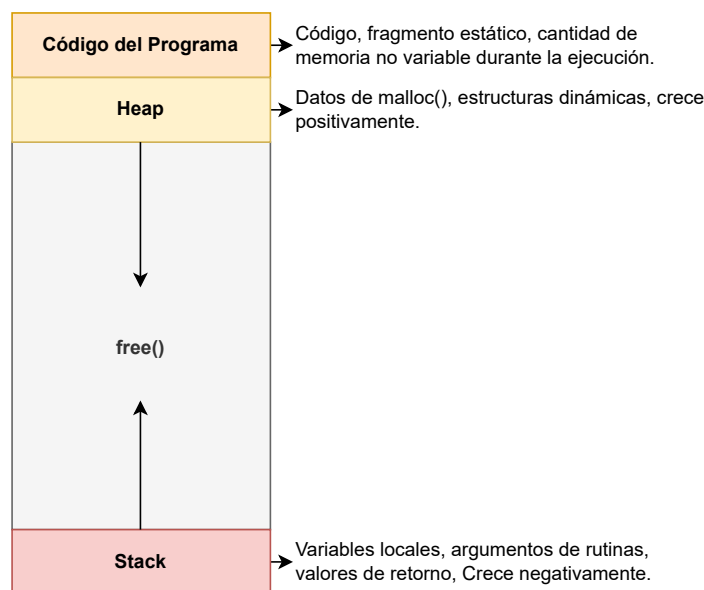 Código del Programa
Código, fragmento estático, cantidad de
memoria no variable durante la ejecución.
Heap
Datos de malloc(), estructuras dinámicas, crece
positivamente.
free()
Stack
Variables locales, argumentos de rutinas,
valores de retorno, Crece negativamente.